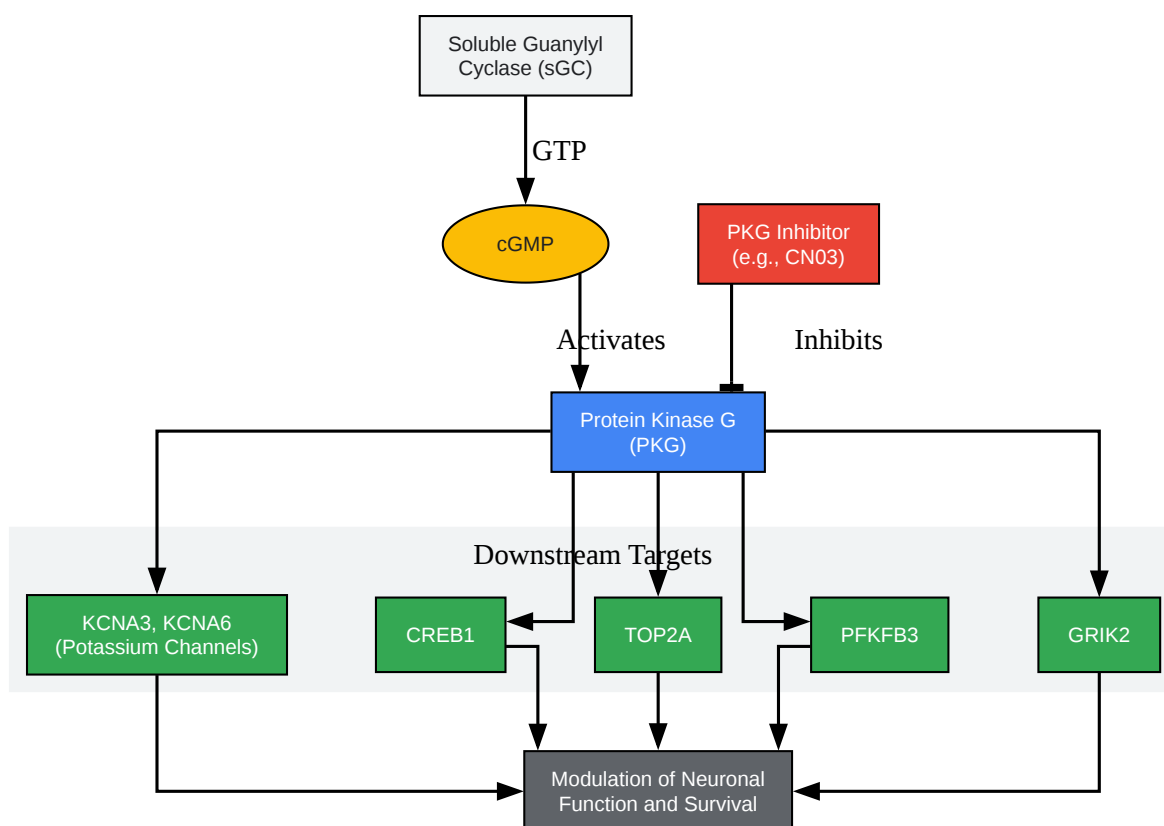 Soluble Guanylyl
Cyclase (sGC)
GTP
cGMP
PKG Inhibitor
(e.g., CN03)
Activates
Inhibits
Protein Kinase G
(PKG)
Downstream Targets
KCNA3, KCNA6
(Potassium Channels)
CREB1
TOP2A
PFKFB3
GRIK2
Modulation of Neuronal
Function and Survival